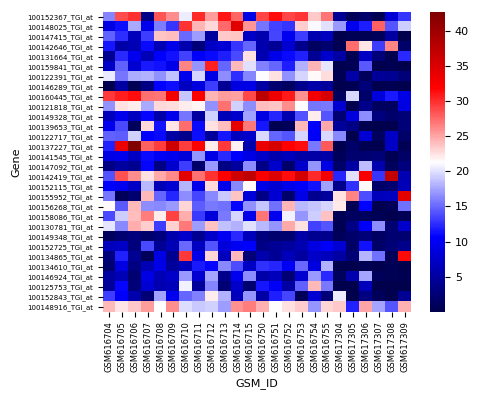 100152367_TGI_at
100148025_TGI_at
100147415_TGI_at
100142646_TGI_at
100131664_TGI_at
100159841_TGI_at
100122391_TGI_at
100146289_TGI_at
100160445_TGI_at
100121818_TGI_at
100149328_TGI_at
100139653_TGI_at
100122717_TGI_at
100137227_TGI_at
100141545_TGI_at
100147092_TGI_at
100142419_TGI_at
100152115_TGI_at
100155952_TGI_at
100156268_TGI_at
100158086_TGI_at
100130781_TGI_at
100149348_TGI_at
100152725_TGI_at
100134865_TGI_at
100134610_TGI_at
100146924_TGI_at
100125753_TGI_at
100152843_TGI_at
100148916_TGI_at
Gene
GSM616704
GSM616705
GSM616706
GSM616707
GSM616708
GSM616709
GSM616710
GSM616711
GSM616712
GSM616713
GSM616714
GSM616715
GSM616750
GSM616751
GSM616752
GSM616753
GSM616754
GSM616755
GSM617304
GSM617305
GSM617306
GSM617307
GSM617308
GSM617309
GSM_ID
40
35
30
25
20
15
10
5